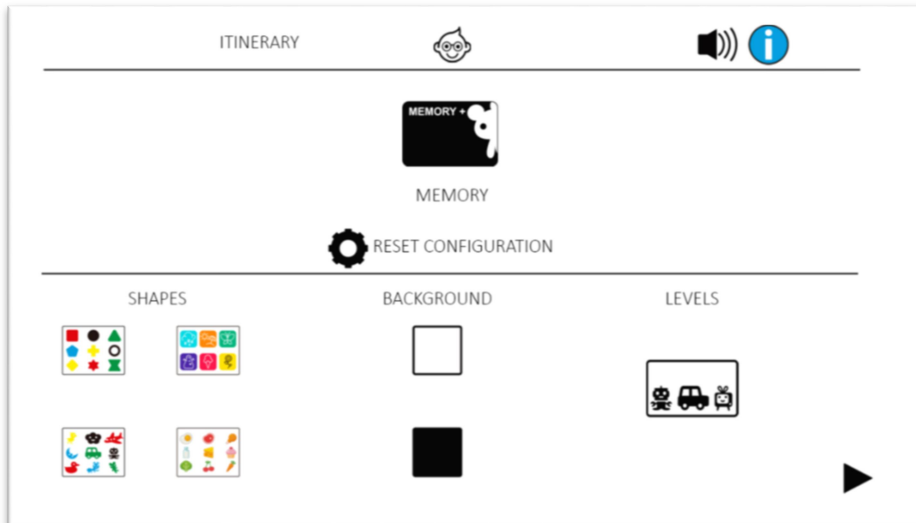 ITINERARY
MEMORY +
MEMORY
RESET CONFIGURATION
SHAPES
BACKGROUND
LEVELS